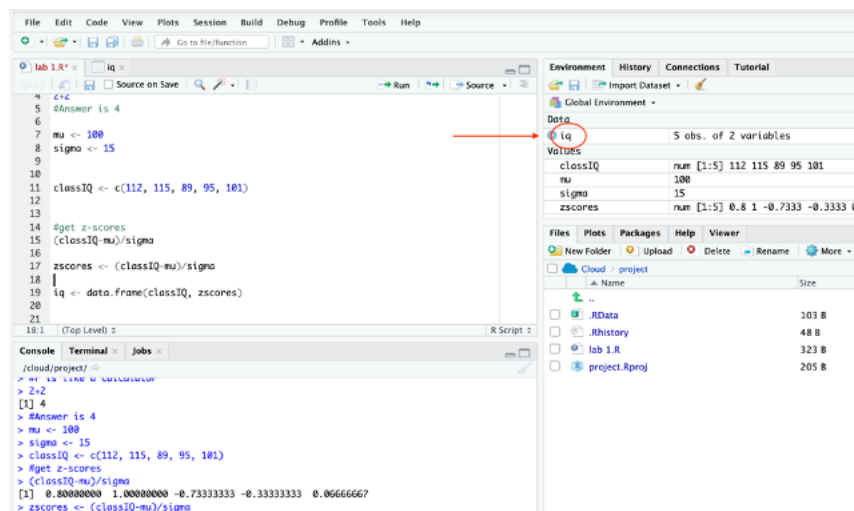 File Edit Code View Plots Session Build Debug Profile Tools Help
Go to file/function Addins
lab 1.R* iq
Source on Save Run Source
4 2+2
5 #Answer is 4
6
7 mu <- 100
8 sigma <- 15
9
10
11 classIQ <- c(112, 115, 89, 95, 101)
12
13
14 #get z-scores
15 (classIQ-mu)/sigma
16
17 zscores <- (classIQ-mu)/sigma
18
19 iq <- data.frame(classIQ, zscores)
20
21
18:1 (Top Level) R Script
Console Terminal Jobs
/cloud/project/
> #r is like a calculator
> 2+2
[1] 4
> #Answer is 4
> mu <- 100
> sigma <- 15
> classIQ <- c(112, 115, 89, 95, 101)
> #get z-scores
> (classIQ-mu)/sigma
[1] 0.80000000 1.00000000 -0.73333333 -0.33333333 0.06666667
> zscores <- (classIQ-mu)/sigma
Environment History Connections Tutorial
Import Dataset
Global Environment
Data
iq 5 obs. of 2 variables
Values
classIQ num [1:5] 112 115 89 95 101
mu 100
sigma 15
zscores num [1:5] 0.8 1 -0.7333 -0.3333
Files Plots Packages Help Viewer
New Folder Upload Delete Rename More
Cloud project
Name Size
..
.RData 103 B
.Rhistory 48 B
lab 1.R 323 B
project.Rproj 205 B